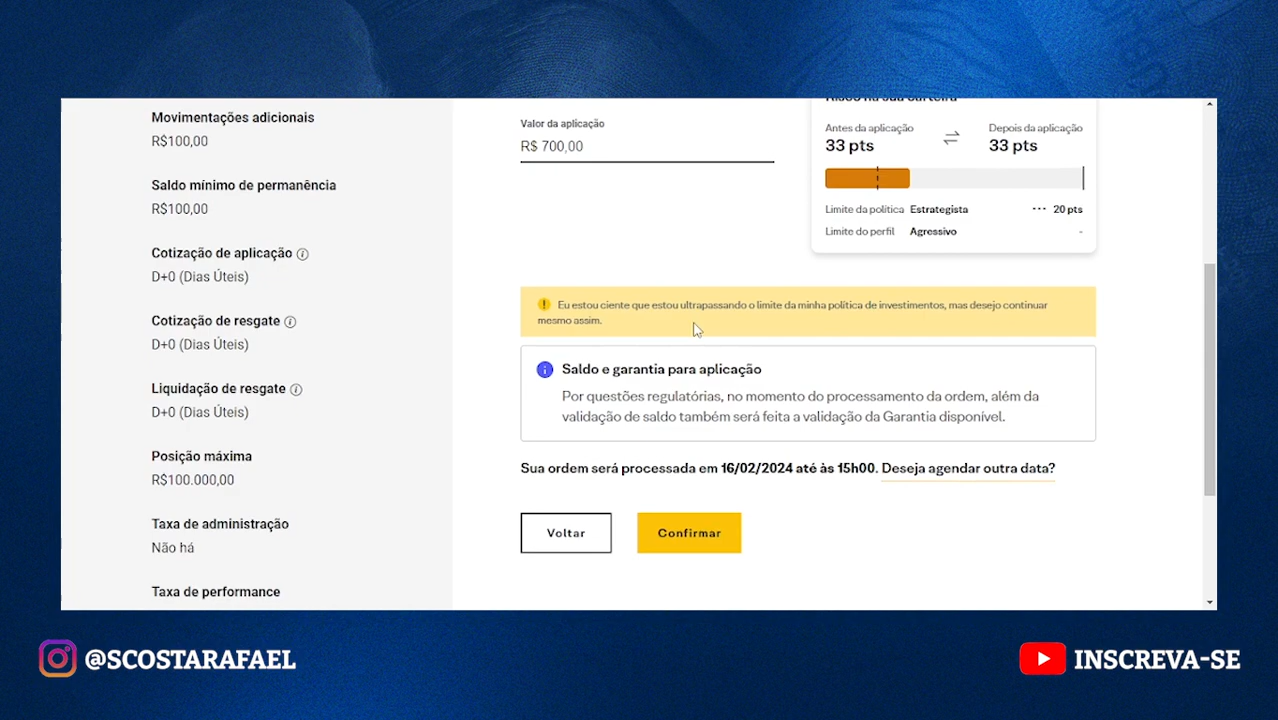 Movimentações adicionais
R$100,00
Saldo mínimo de permanência
R$100,00
Cotização de aplicação
D+0 (Dias Úteis)
Cotização de resgate
D+0 (Dias Úteis)
Liquidação de resgate
D+0 (Dias Úteis)
Posição máxima
R$100.000,00
Taxa de administração
Não há
Taxa de performance
Valor da aplicação
R$ 700,00
Risco na sua carteira
Antes da aplicação
33 pts
Depois da aplicação
33 pts
Limite da política Estrategista ··· 20 pts
Limite do perfil Agressivo -
Eu estou ciente que estou ultrapassando o limite da minha política de investimentos, mas desejo continuar
mesmo assim.
Saldo e garantia para aplicação
Por questões regulatórias, no momento do processamento da ordem, além da
validação de saldo também será feita a validação da Garantia disponível.
Sua ordem será processada em 16/02/2024 até às 15h00. Deseja agendar outra data?
Voltar
Confirmar
@SCOSTARAFAEL
INSCREVA-SE